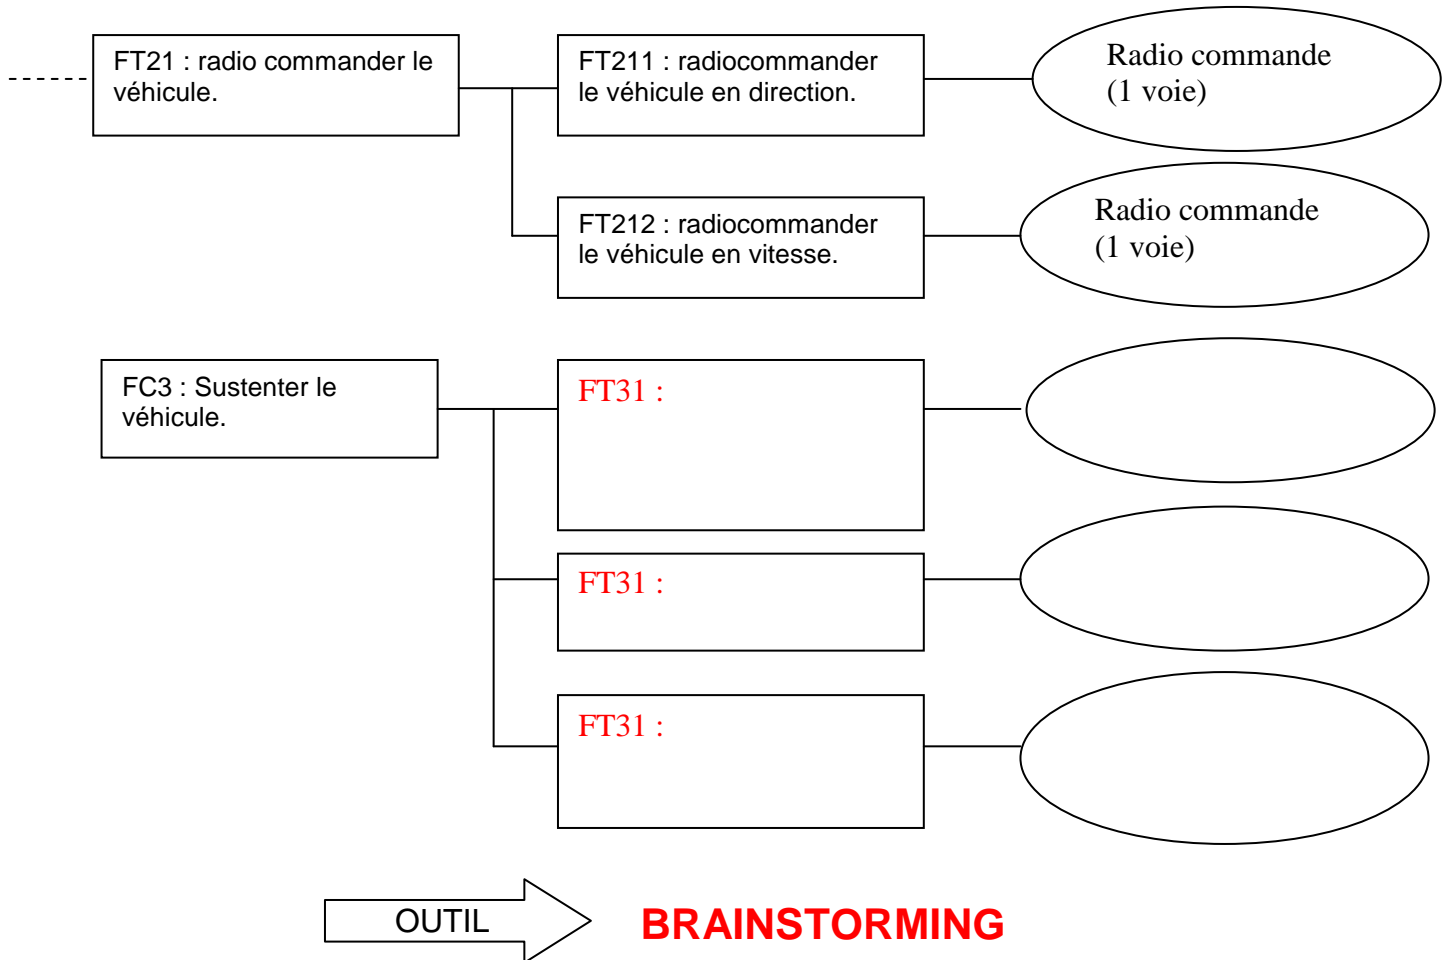 FT21 : radio commander le
véhicule.
FT211 : radiocommander
le véhicule en direction.
Radio commande
(1 voie)
FT212 : radiocommander
le véhicule en vitesse.
Radio commande
(1 voie)
FC3 : Sustenter le
véhicule.
FT31 :
FT31 :
FT31 :
OUTIL
BRAINSTORMING